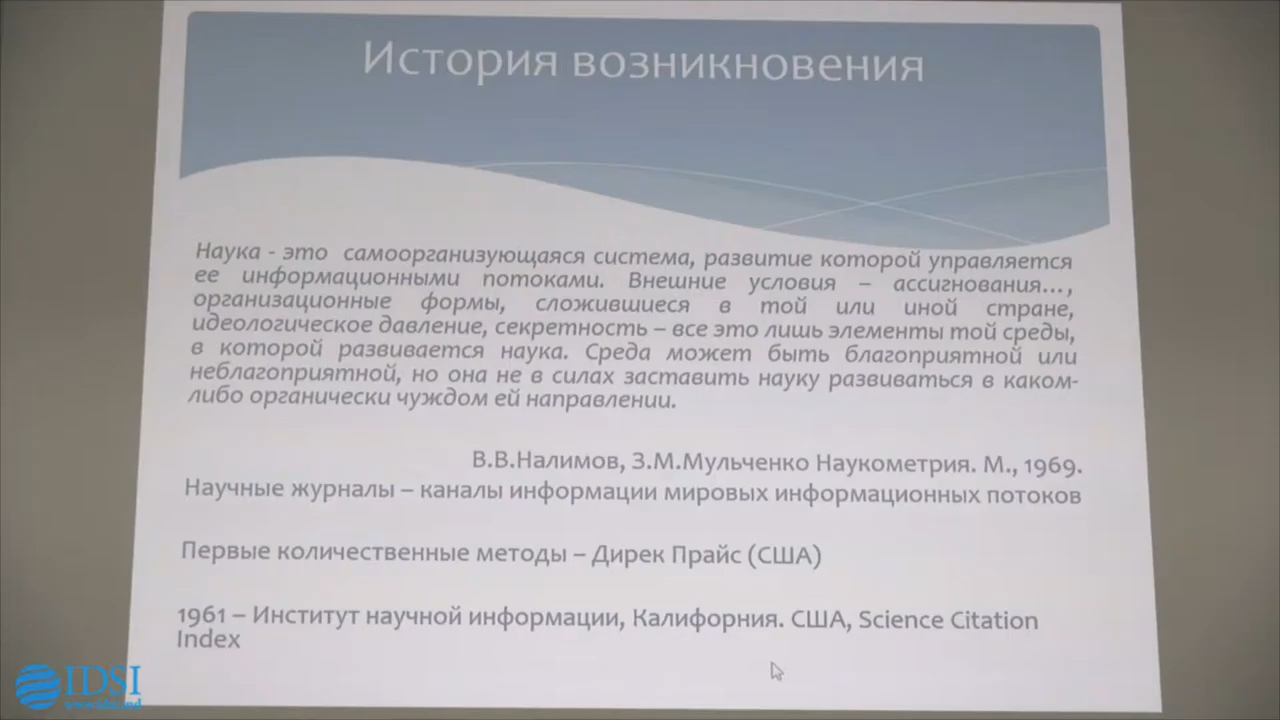 История возникновения
Наука - это самоорганизующаяся система, развитие которой управляется
ее информационными потоками. Внешние условия – ассигнования...,
организационные формы, сложившиеся в той или иной стране,
идеологическое давление, секретность – все это лишь элементы той среды,
в которой развивается наука. Среда может быть благоприятной или
неблагоприятной, но она не в силах заставить науку развиваться в каком-
либо органически чуждом ей направлении.
В.В.Налимов, З.М.Мульченко Наукометрия. М., 1969.
Научные журналы – каналы информации мировых информационных потоков
Первые количественные методы – Дирек Прайс (США)
1961 – Институт научной информации, Калифорния. США, Science Citation
Index
IDSI
www.idsi.md